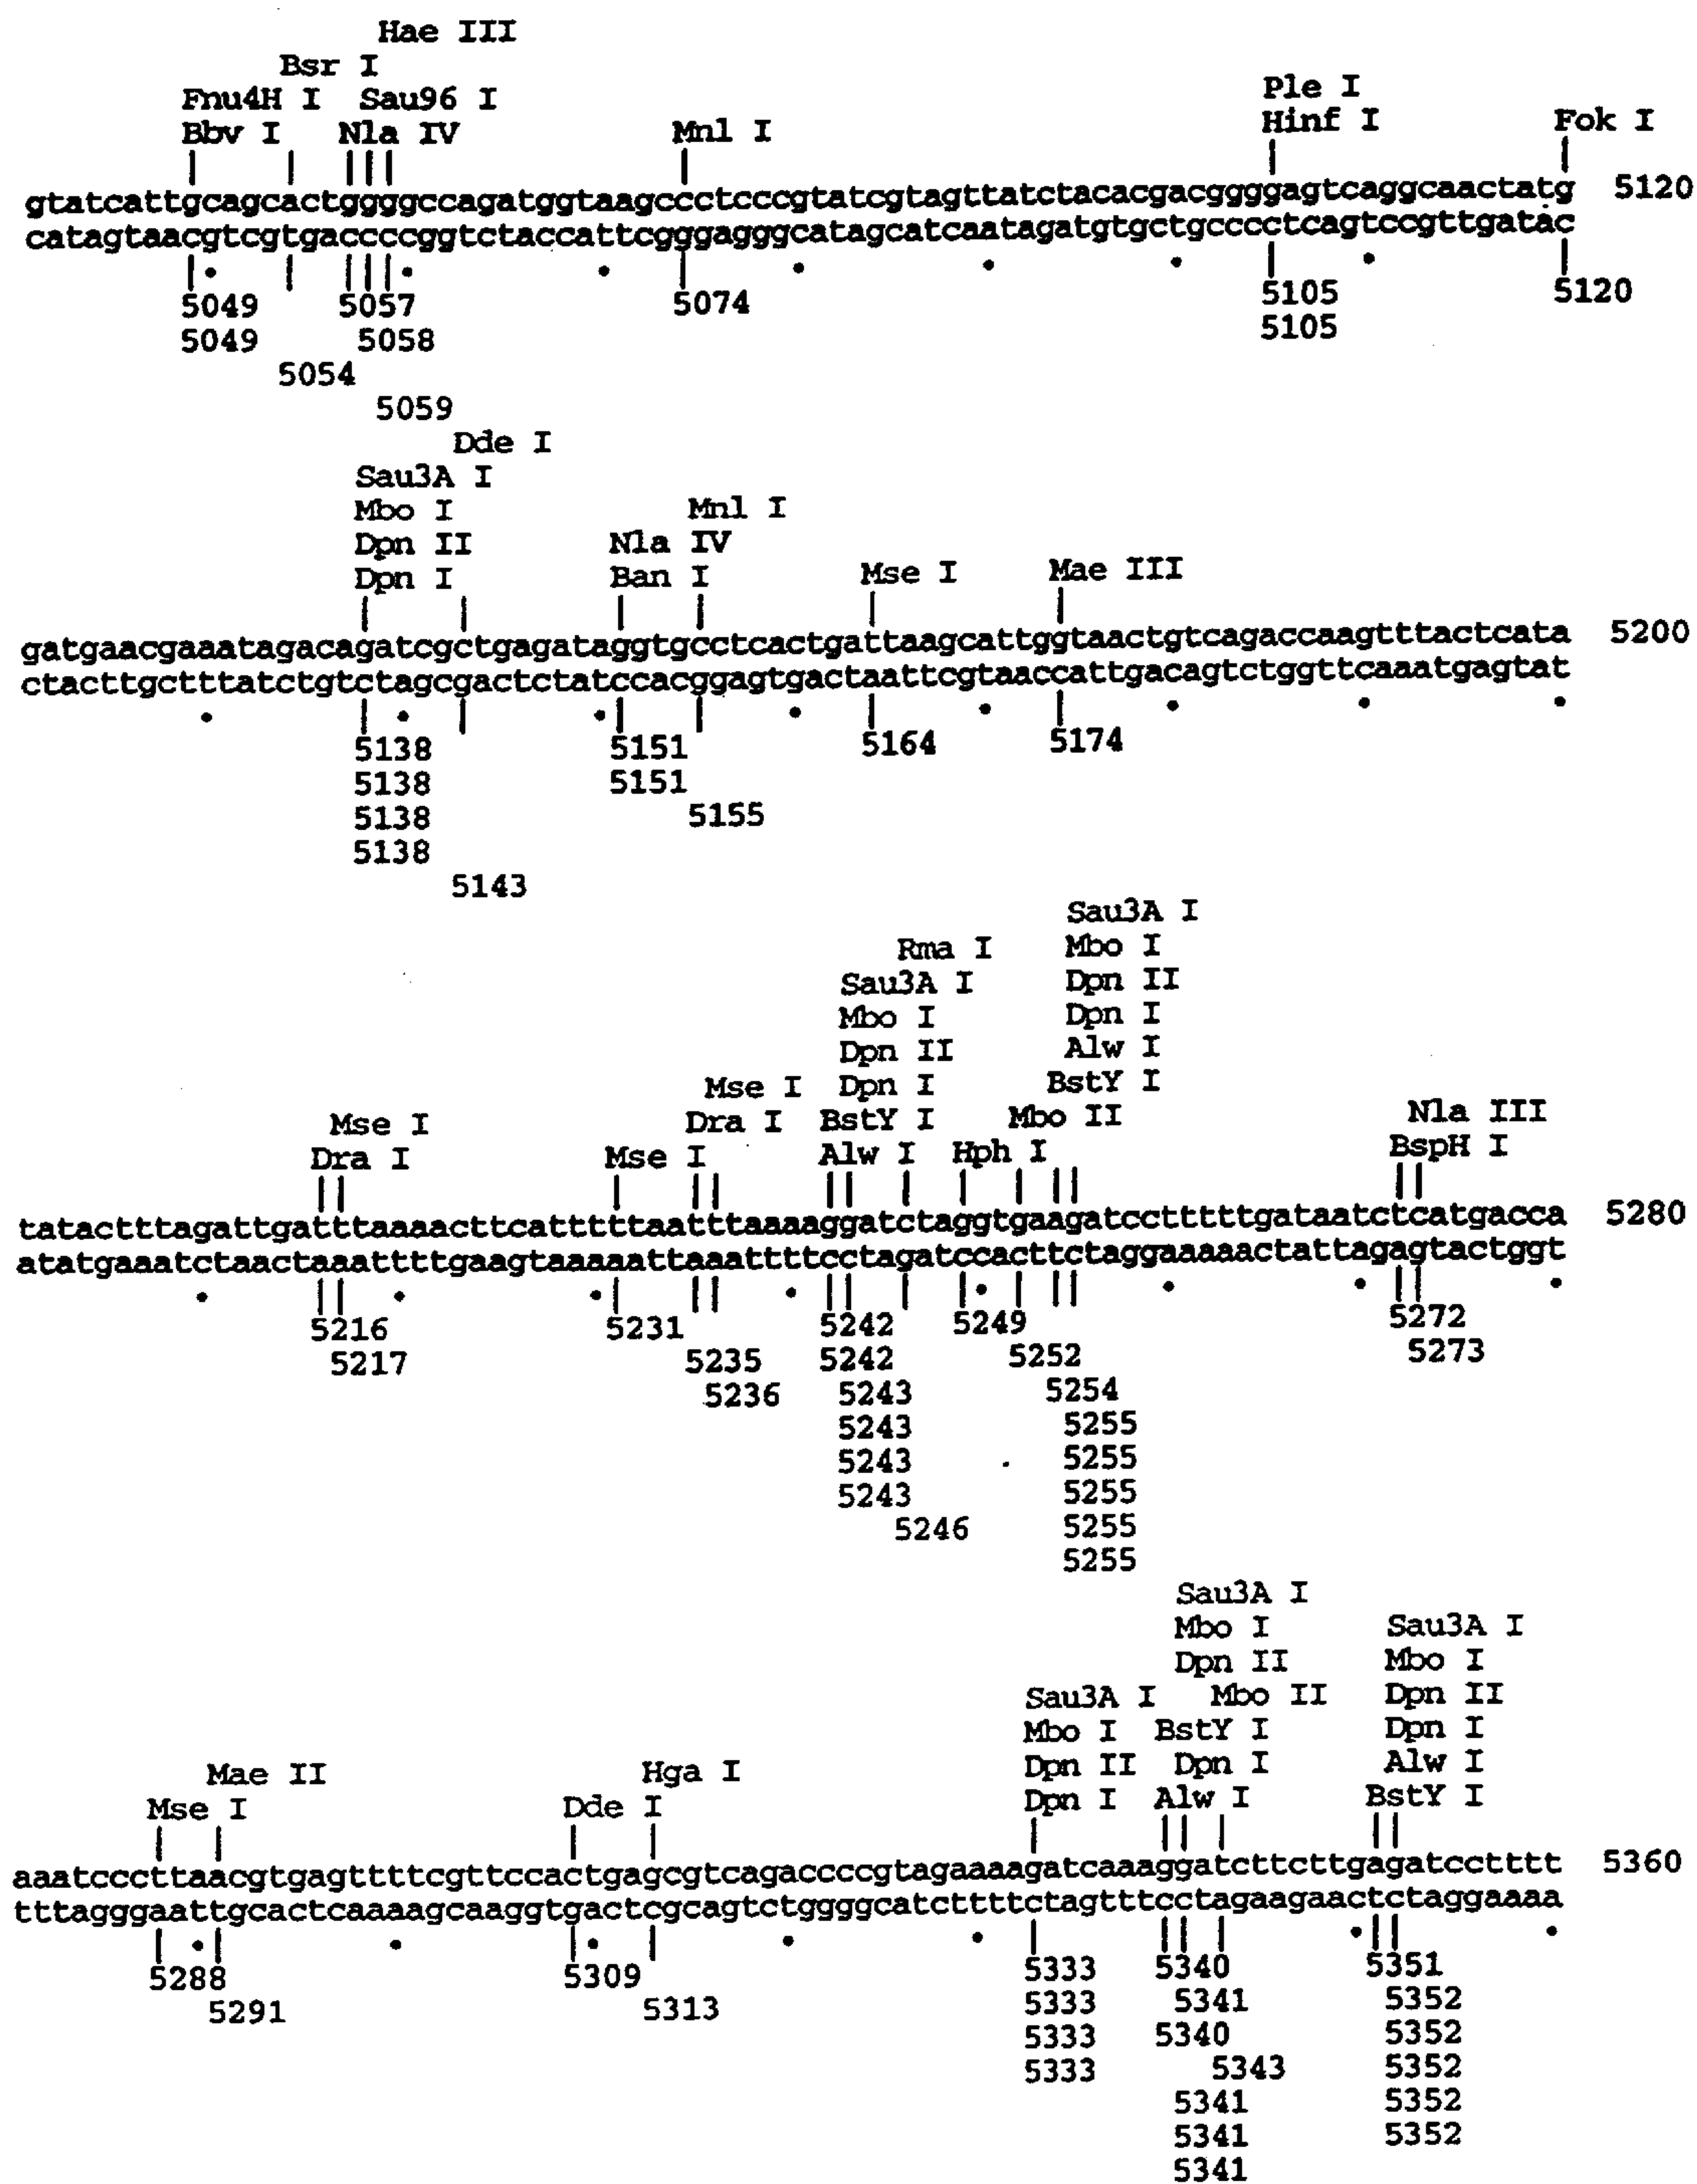 Hae III
Bsr I
Fnu4H I Sau96 I Ple I
Bbv I Nla IV Mnl I Hinf I Fok I
gtatcattgcagcactggggccagatggtaagccctcccgtatcgtagttatctacacgacggggagtcaggcaactatg 5120
catagtaacgtcgtgaccccggtctaccattcgggagggcatagcatcaatagatgtgctgcccctcagtccgttgatac
5049 5057 5074 5105 5120
5049 5058 5105
5054
5059
Dde I
Sau3A I
Mbo I Mnl I
Dpn II Nla IV
Dpn I Ban I Mse I Mae III
gatgaacgaaatagacagatcgctgagataggtgcctcactgattaagcattggtaactgtcagaccaagtttactcata 5200
ctacttgctttatctgtctagcgactctatccacggagtgactaattcgtaaccattgacagtctggttcaaatgagtat
5138 5151 5164 5174
5138 5151
5138 5155
5138
5143
Sau3A I
Rma I Mbo I
Sau3A I Dpn II
Mbo I Dpn I
Dpn II Alw I
Mse I Dpn I BstY I
Mse I Dra I BstY I Mbo II Nla III
Dra I Mse I Alw I Hph I BspH I
tatactttagattgatttaaaacttcatttttaatttaaaaggatctaggtgaagatcctttttgataatctcatgacca 5280
atatgaaatctaactaaattttgaagtaaaaattaaattttcctagatccacttctaggaaaaactattagagtactggt
5216 5231 5242 5249 5272
5217 5235 5242 5252 5273
5236 5243 5254
5243 5255
5243 5255
5243 5255
5246 5255
5255
Sau3A I
Mbo I Sau3A I
Dpn II Mbo I
Sau3A I Mbo II Dpn II
Mbo I BstY I Dpn I
Mae II Hga I Dpn II Dpn I Alw I
Mse I Dde I Dpn I Alw I BstY I
aaatcccttaacgtgagttttcgttccactgagcgtcagaccccgtagaaaagatcaaaggatcttcttgagatcctttt 5360
tttagggaattgcactcaaaagcaaggtgactcgcagtctggggcatcttttctagtttcctagaagaactctaggaaaa
5288 5309 5333 5340 5351
5291 5313 5333 5341 5352
5333 5340 5352
5333 5343 5352
5341 5352
5341 5352
5341